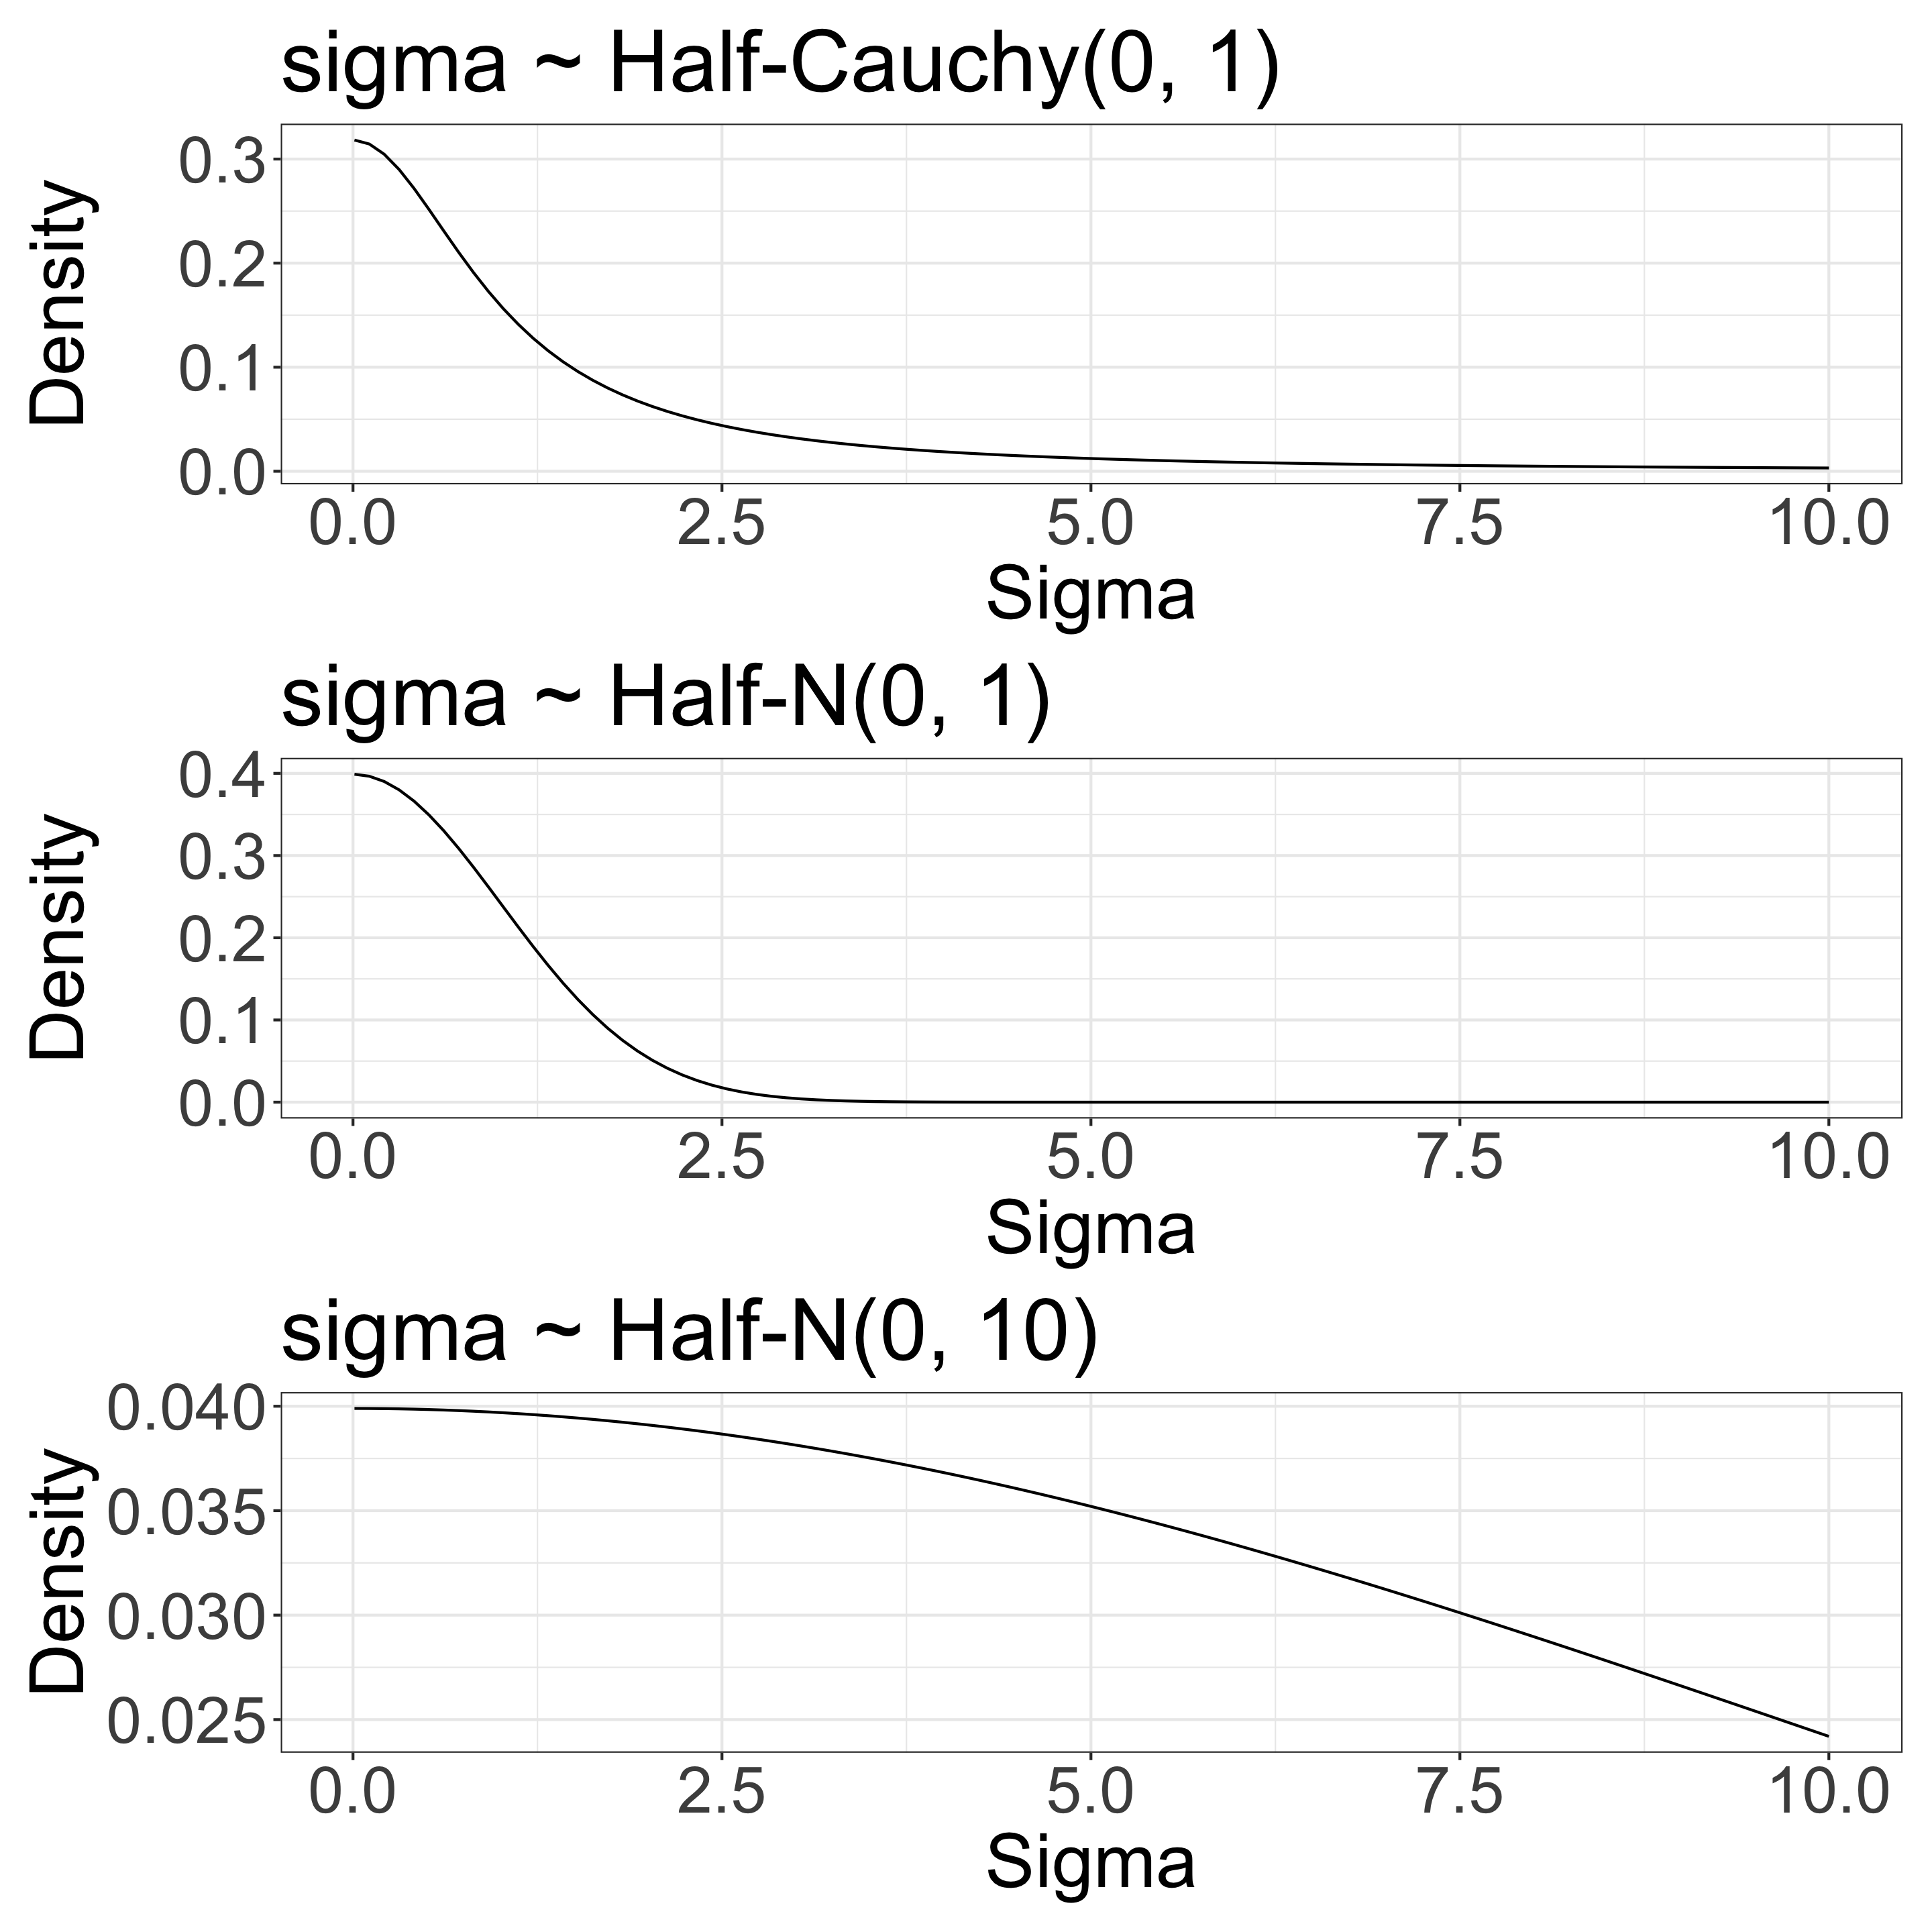 sigma ~ Half-Cauchy(0, 1)
Density
0.3
0.2
0.1
0.0
0.0 2.5 5.0 7.5 10.0
Sigma
sigma ~ Half-N(0, 1)
Density
0.4
0.3
0.2
0.1
0.0
0.0 2.5 5.0 7.5 10.0
Sigma
sigma ~ Half-N(0, 10)
Density
0.040
0.035
0.030
0.025
0.0 2.5 5.0 7.5 10.0
Sigma